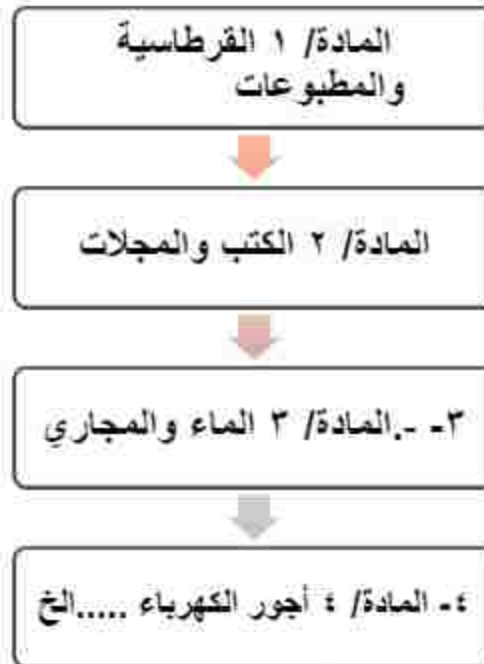 المادة/ ١ القرطاسية
والمطبوعات
المادة/ ٢ الكتب والمجلات
٣- -.المادة/ ٣ الماء والمجاري
٤- المادة/ ٤ أجور الكهرباء .....الخ